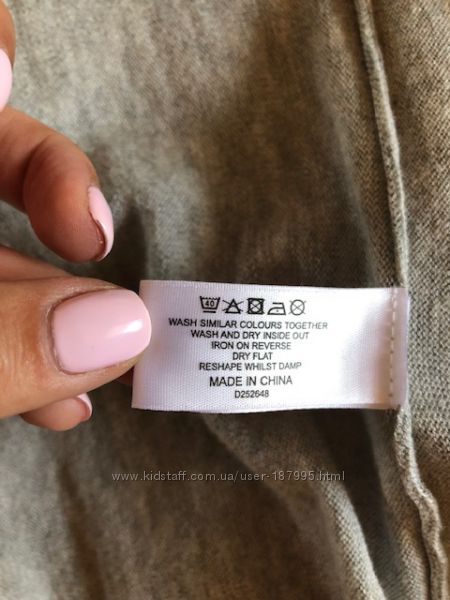 40
WASH SIMILAR COLOURS TOGETHER
WASH AND DRY INSIDE OUT
IRON ON REVERSE
DRY FLAT
RESHAPE WHILST DAMP
MADE IN CHINA
D252648
www.kidstaff.com.ua/user-187995.html